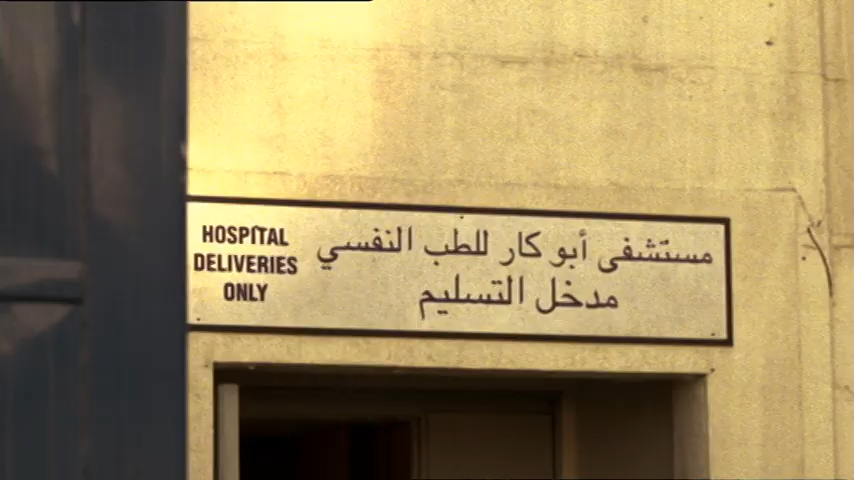 HOSPITAL
DELIVERIES
ONLY
مستشفى أبو كار للطب النفسي
مدخل التسليم